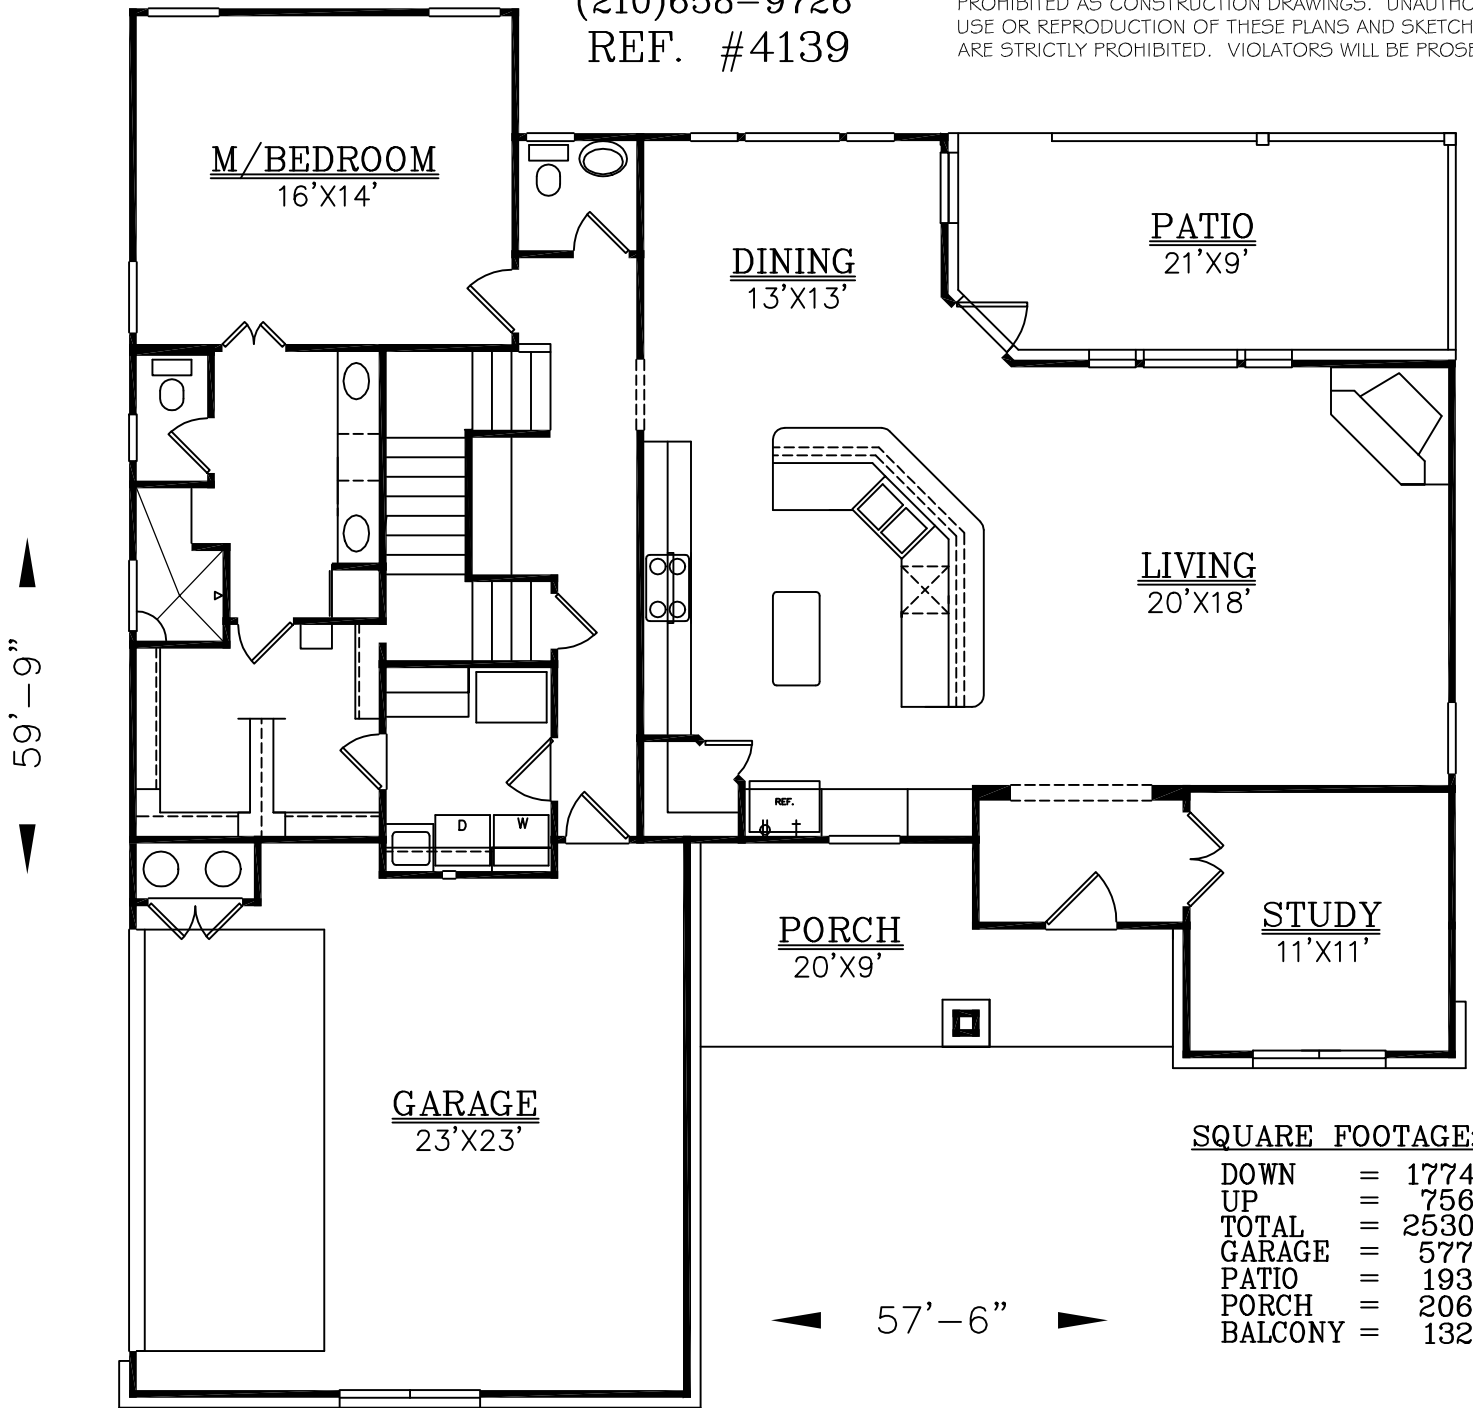 (210)658-9726
REF. #4139
PROHIBITED AS CONSTRUCTION DRAWINGS. 
USE OR REPRODUCTION OF THESE PLANS AND
ARE STRICTLY PROHIBITED. VIOLATORS WILL BE
M/BEDROOM
16'X14'
DINING
13'X13'
PATIO
21'X9'
LIVING
20'X18'
59'-9"
REF.
D
W
PORCH
20'X9'
STUDY
11'X11'
GARAGE
23'X23'
57'-6"
SQUARE FOOTAGE:
DOWN = 1774
UP = 756
TOTAL = 2530
GARAGE = 577
PATIO = 193
PORCH = 206
BALCONY = 132